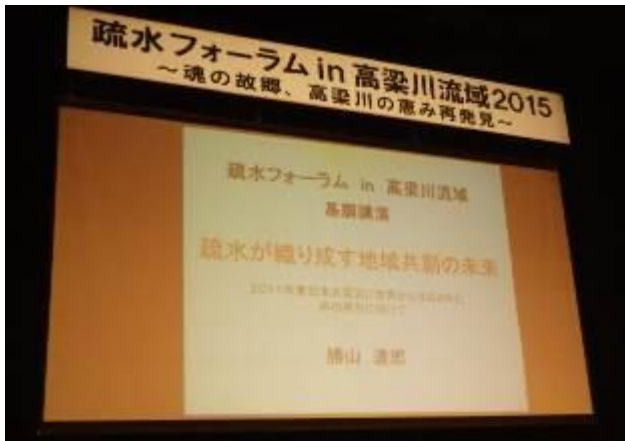 疏水フォーラム in 高梁川流域2015
～魂の故郷、高梁川の恵み再発見～
疏水フォーラム in 高梁川流域
基調講演
疏水が織り成す地域共創の未来
勝山